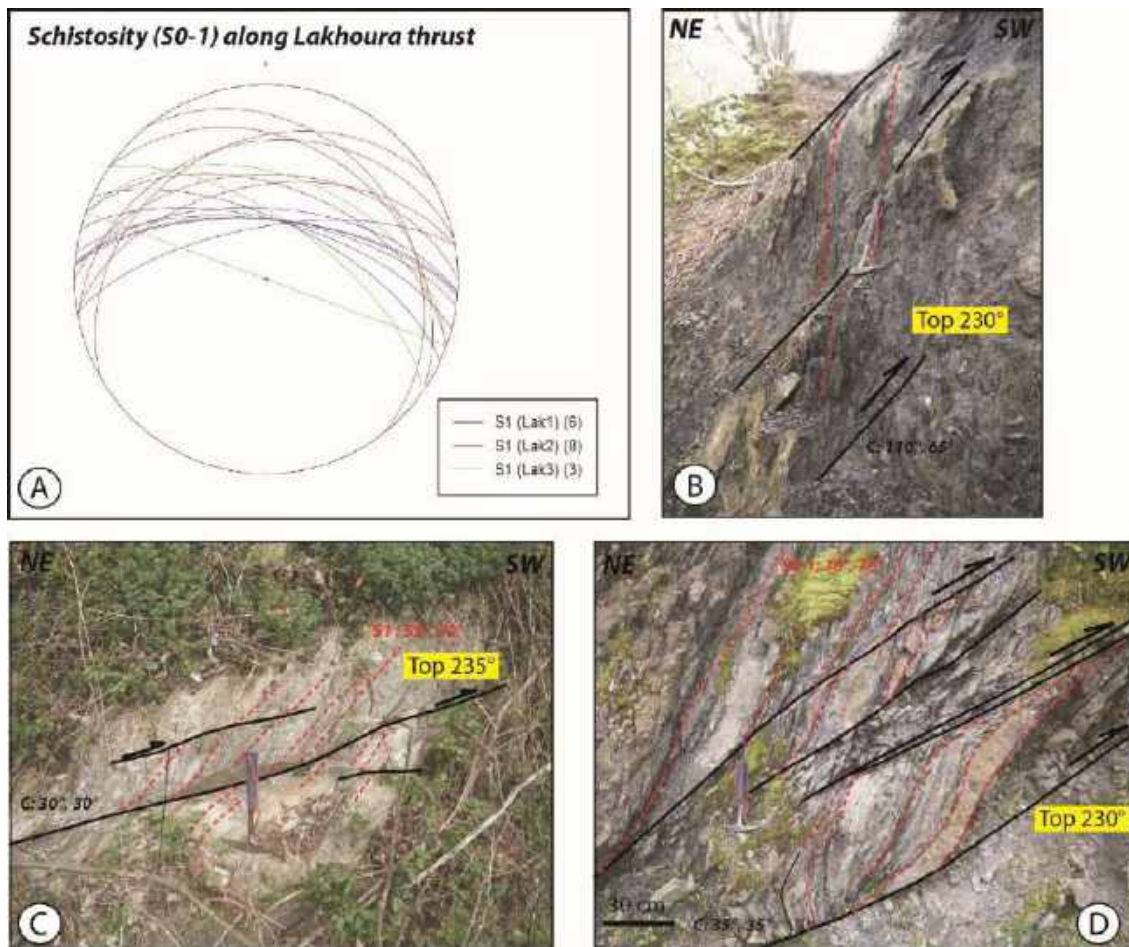 Schistosity (S0-1) along Lakhoura thrust
S1 (Lak1) (6)
S1 (Lak2) (8)
S1 (Lak3) (3)
A
NE
SW
Top 230°
C: 110°, 65°
B
NE
SW
Top 235°
C: 30°, 30°
C
NE
SW
Top 230°
30 cm
C: 35°, 35°
D